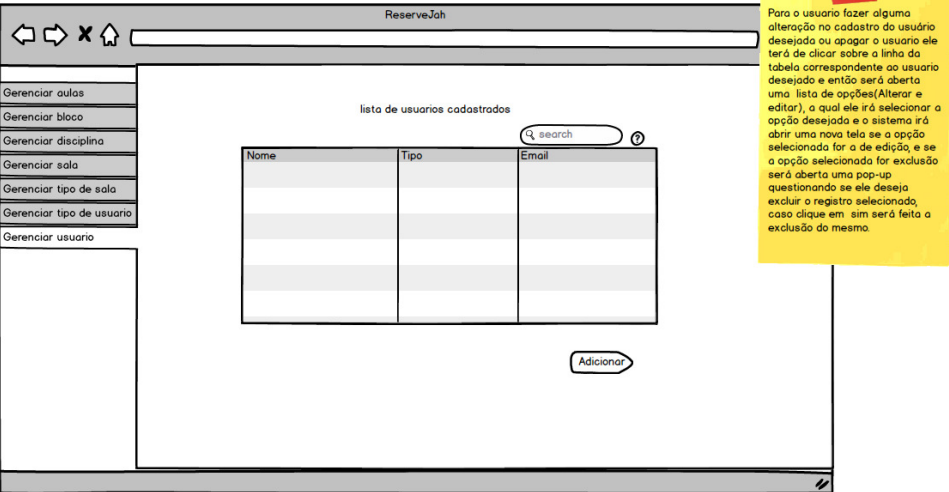 ReserveJah
Gerenciar aulas
Gerenciar bloco
Gerenciar disciplina
Gerenciar sala
Gerenciar tipo de sala
Gerenciar tipo de usuario
Gerenciar usuario
lista de usuarios cadastrados
search
?
Nome Tipo Email
Adicionar
Para o usuario fazer alguma
alteração no cadastro do usuário
desejada ou apagar o usuario ele
terá de clicar sobre a linha da
tabela correspondente ao usuario
desejado e então será aberta
uma lista de opções(Alterar e
editar), a qual ele irá selecionar a
opção desejada e o sistema irá
abrir uma nova tela se a opção
selecionada for a de edição, e se
a opção selecionada for exclusão
será aberta uma pop-up
questionando se ele deseja
excluir o registro selecionado,
caso clique em sim será feita a
exclusão do mesmo.